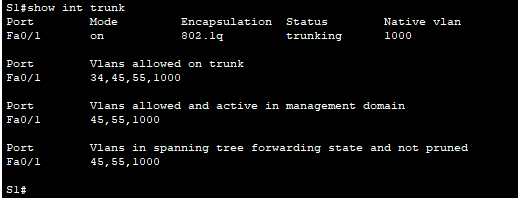 S1#show int trunk
Port Mode Encapsulation Status Native vlan
Fa0/1 on 802.1q trunking 1000
Port Vlans allowed on trunk
Fa0/1 34,45,55,1000
Port Vlans allowed and active in management domain
Fa0/1 45,55,1000
Port Vlans in spanning tree forwarding state and not pruned
Fa0/1 45,55,1000
S1#